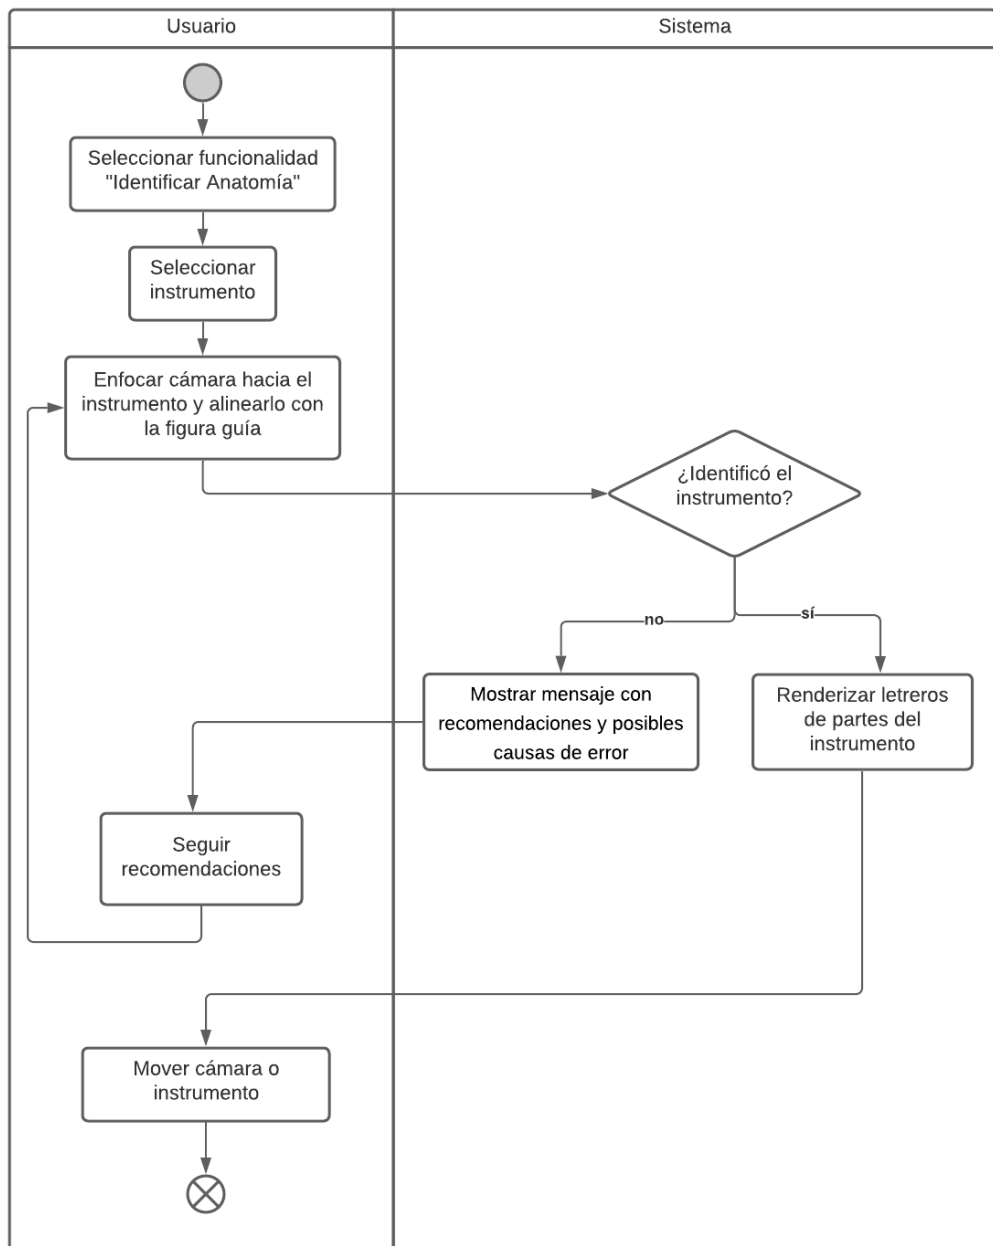 Usuario
Sistema
Seleccionar funcionalidad
"Identificar Anatomía"
Seleccionar
instrumento
Enfocar cámara hacia el
instrumento y alinearlo con
la figura guía
¿Identificó el
instrumento?
no
sí
Mostrar mensaje con
recomendaciones y posibles
causas de error
Renderizar letreros
de partes del
instrumento
Seguir
recomendaciones
Mover cámara o
instrumento